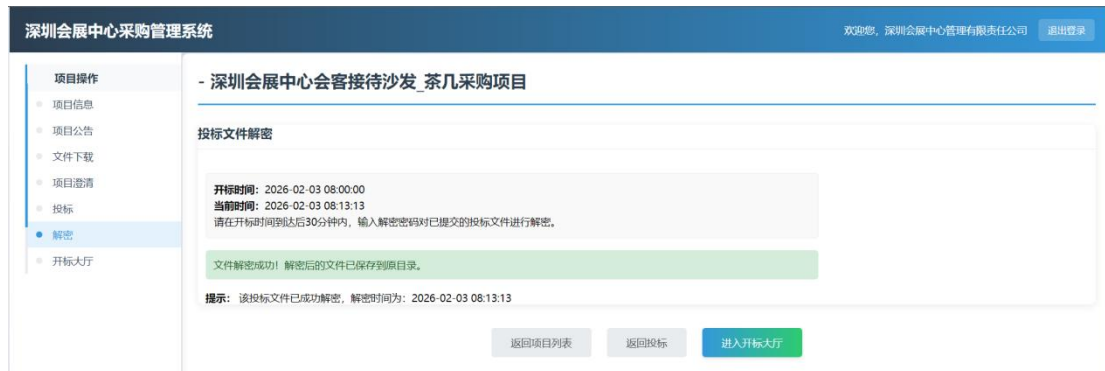 深圳会展中心采购管理系统
欢迎您，深圳会展中心管理有限责任公司 退出登录
项目操作
项目信息
项目公告
文件下载
项目澄清
投标
解密
开标大厅
- 深圳会展中心会客接待沙发_茶几采购项目
投标文件解密
开标时间：2026-02-03 08:00:00
当前时间：2026-02-03 08:13:13
请在开标时间到达后30分钟内，输入解密密码对已提交的投标文件进行解密。
文件解密成功！解密后的文件已保存到原目录。
提示： 该投标文件已成功解密，解密时间为：2026-02-03 08:13:13
返回项目列表 返回投标 进入开标大厅